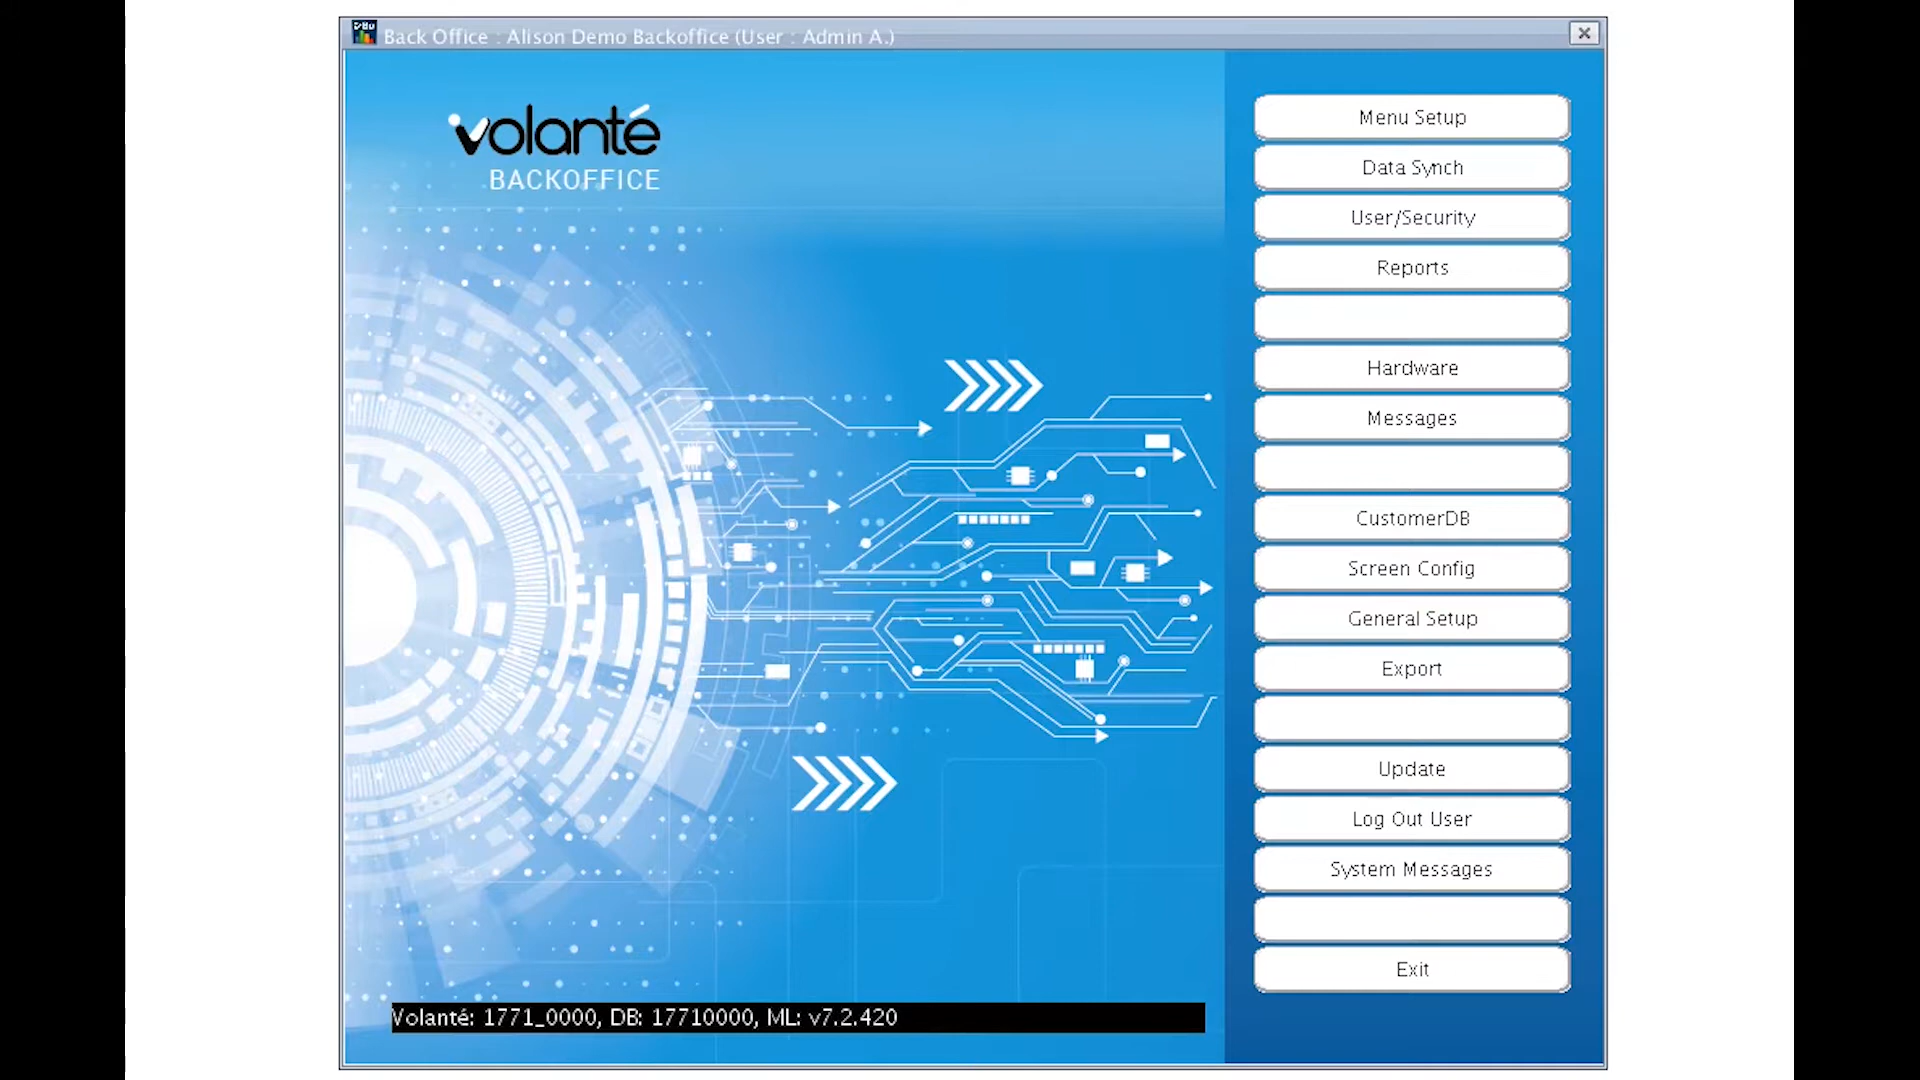 Back Office : Alison Demo Backoffice (User : Admin A.)
volanté
BACKOFFICE
Menu Setup
Data Synch
User/Security
Reports
Hardware
Messages
CustomerDB
Screen Config
General Setup
Export
Update
Log Out User
System Messages
Exit
Volanté: 1771_0000, DB: 17710000, ML: v7.2.420